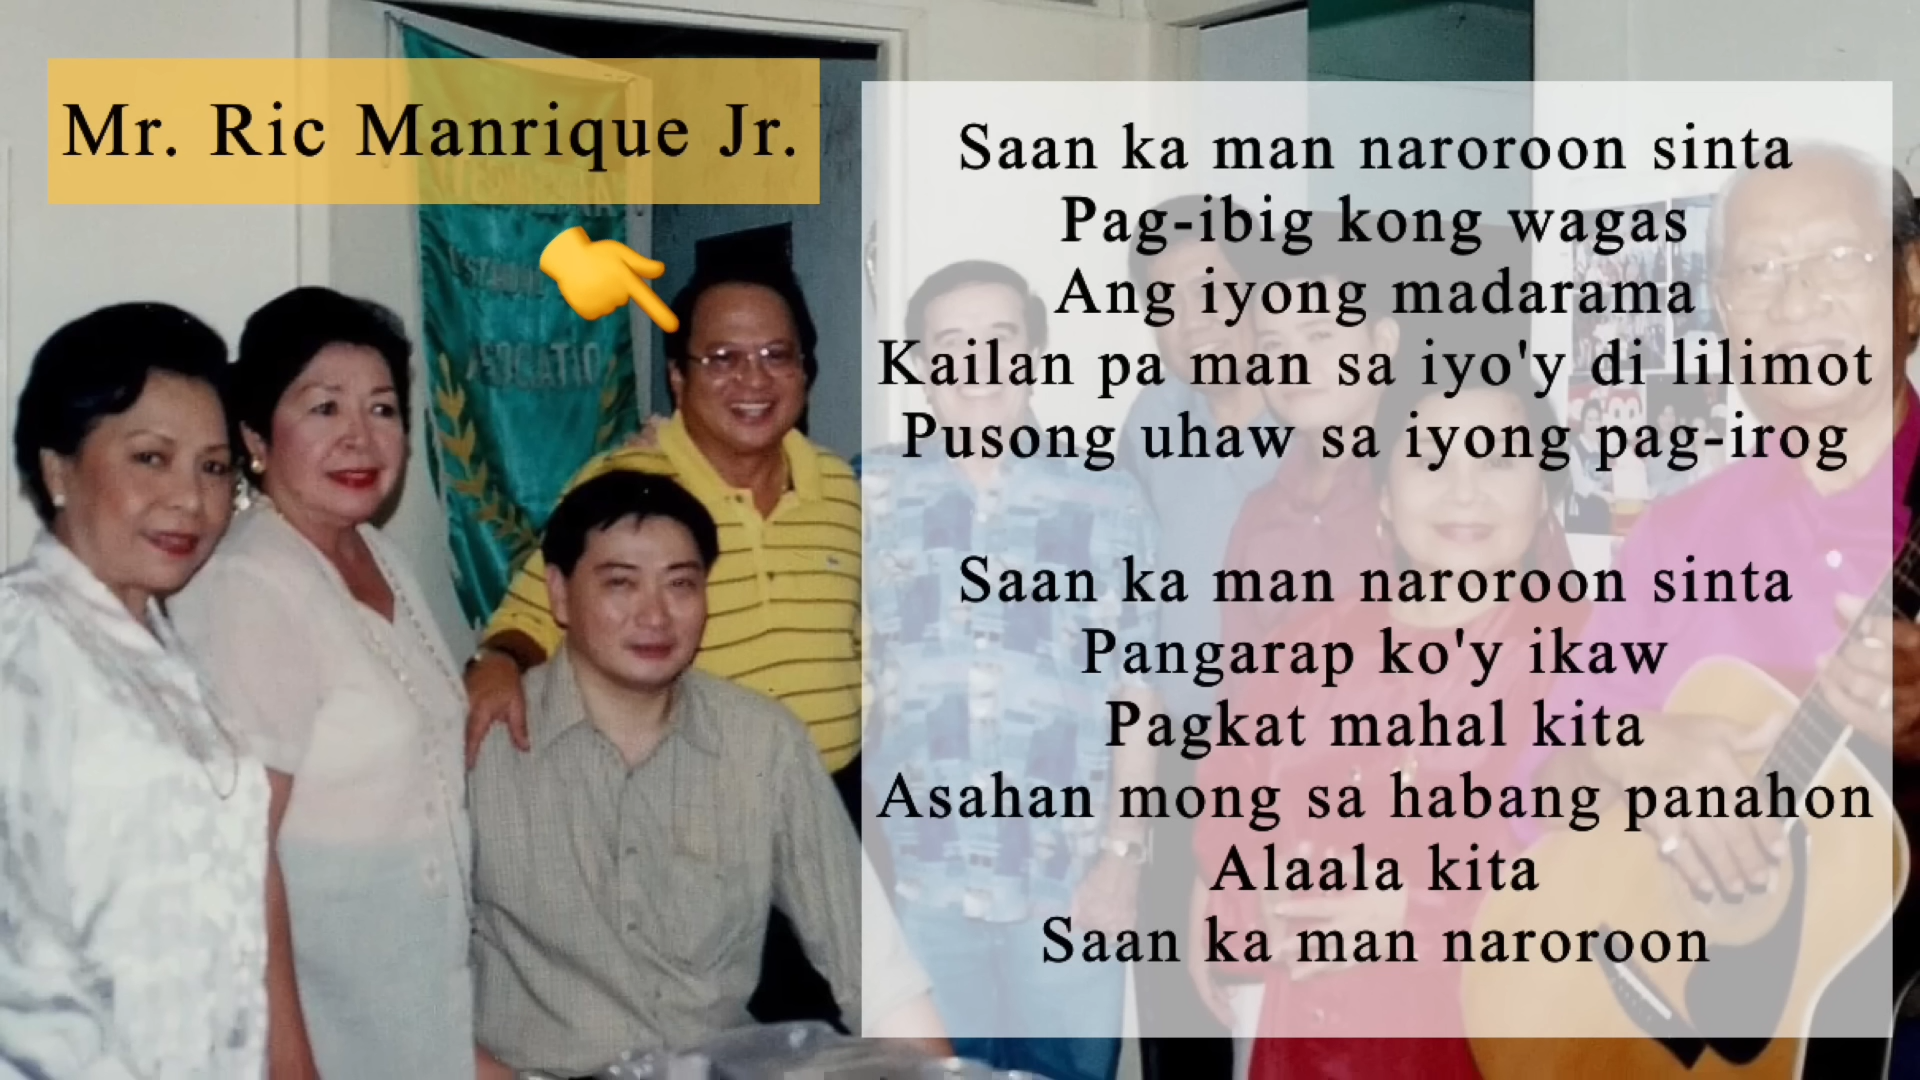 Mr. Ric Manrique Jr.
Saan ka man naroroon sinta
Pag-ibig kong wagas
Ang iyong madarama
Kailan pa man sa iyo'y di lilimot
Pusong uhaw sa iyong pag-irog
Saan ka man naroroon sinta
Pangarap ko'y ikaw
Pagkat mahal kita
Asahan mong sa habang panahon
Alaala kita
Saan ka man naroroon